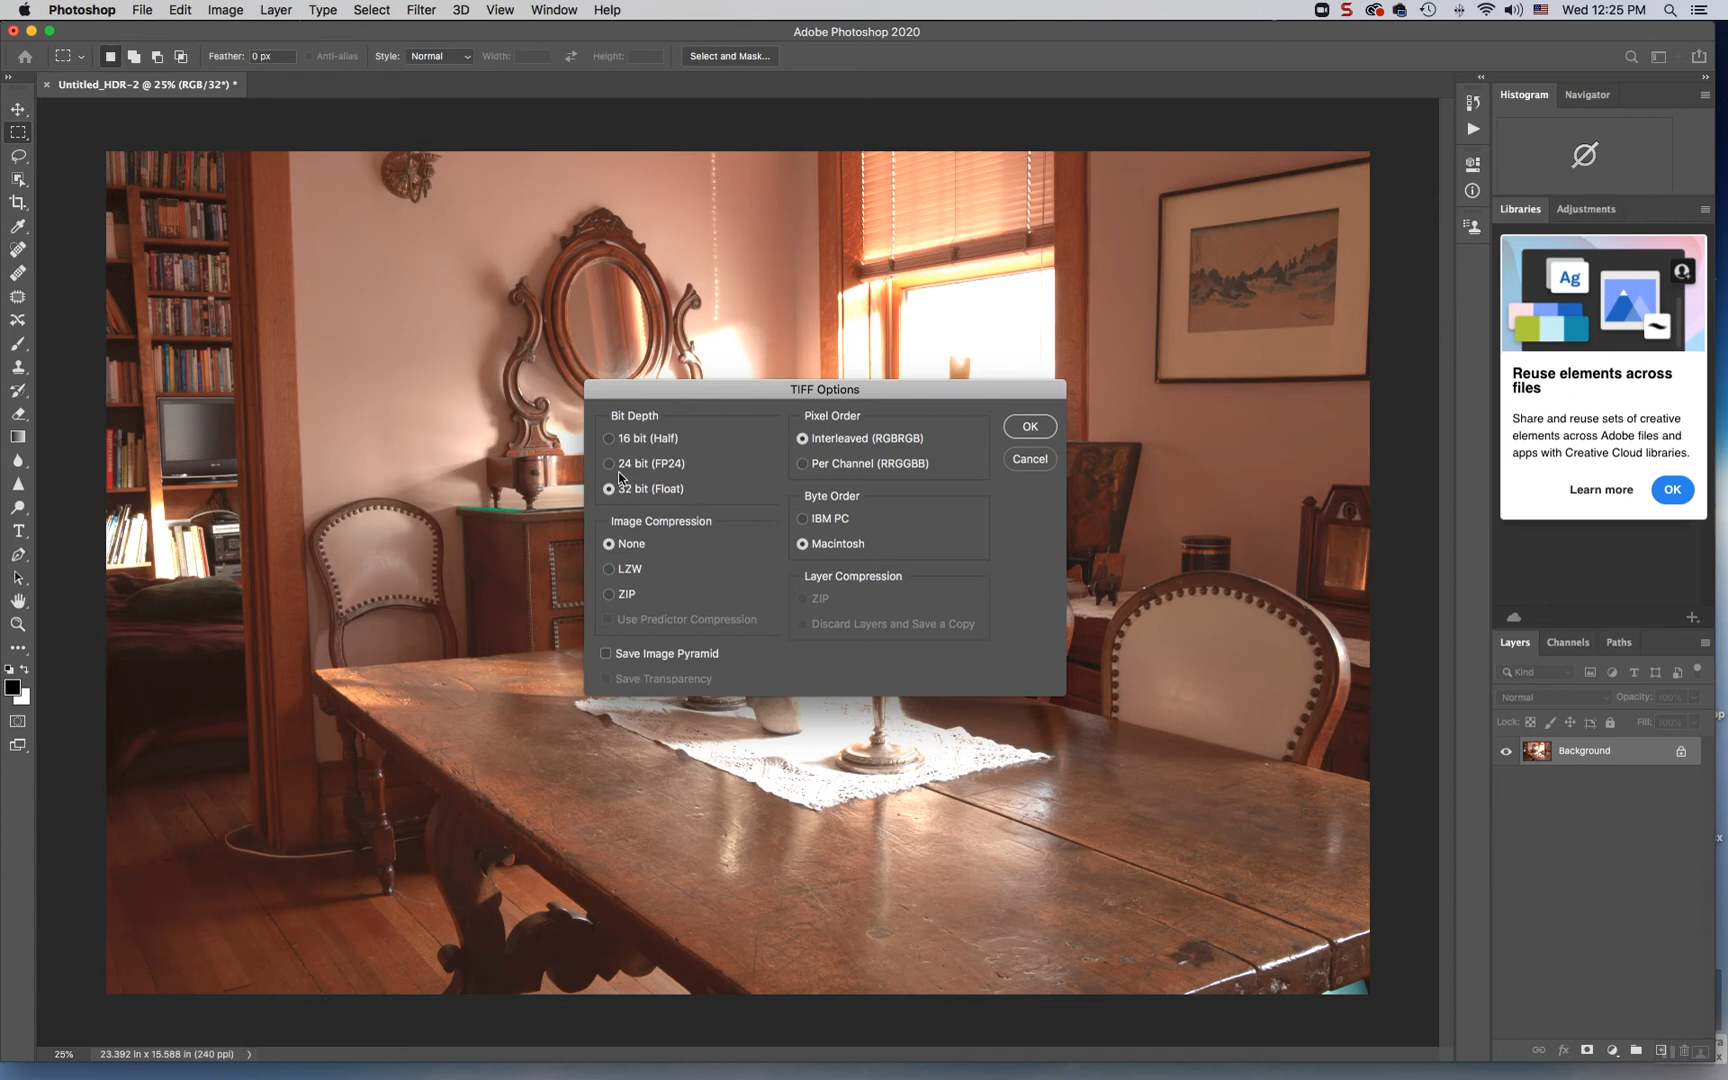 Photoshop File Edit Image Layer Type Select Filter 3D View Window Help Wed 12:25 PM
Adobe Photoshop 2020
Feather: 0 px Anti-alias Style: Normal Width: Height: Select and Mask...
Untitled_HDR-2 @ 25% (RGB/32*) *
Histogram Navigator
Libraries Adjustments
Ag
Reuse elements across
files
Share and reuse sets of creative
elements across Adobe files and
apps with Creative Cloud libraries.
Learn more OK
TIFF Options
Bit Depth
16 bit (Half)
24 bit (FP24)
32 bit (Float)
Image Compression
None
LZW
ZIP
Use Predictor Compression
Save Image Pyramid
Save Transparency
Pixel Order
Interleaved (RGBRGB)
Per Channel (RRGGBB)
Byte Order
IBM PC
Macintosh
Layer Compression
ZIP
Discard Layers and Save a Copy
OK
Cancel
Layers Channels Paths
Kind
Normal Opacity: 100%
Lock: Fill: 100%
Background
fx
25% 23.392 in x 15.588 in (240 ppi)